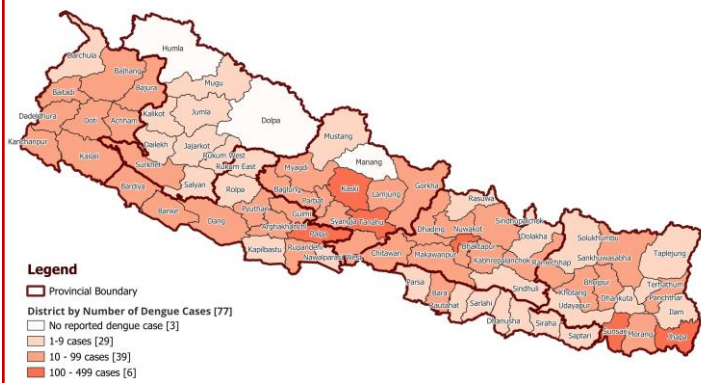 Darchula
Humla
Bajhang
Mugu
Baitadi
Bajura
Dadeldhura
Doti
Achham
Kalikot
Jumla
Dolpa
Kanchanpur
Kailali
Dailekh
Jajarkot
Rukum West
Rukum East
Mustang
Manang
Surkhet
Salyan
Rolpa
Myagdi
Baglung
Kaski
Lamjung
Gorkha
Bardiya
Banke
Dang
Pyuthan
Gulmi
Parbat
Arghakhanchi
Syangja
Tanahu
Palpa
Kapilbastu
Rupandehi
Nawalparasi West
Rasuwa
Dhading
Nuwakot
Sindhupalchok
Bhaktapur
Dolakha
Kabhrepalanchok
Ramechhap
Chitawan
Makawanpur
Sindhuli
Parsa
Bara
Rautahat
Sarlahi
Dhanusha
Siraha
Saptari
Solukhumbu
Sankhuwasabha
Taplejung
Bhojpur
Khotang
Terhathum
Panchthar
Dhankuta
Udayapur
Ilam
Sunsari
Morang
Jhapa
Legend
Provincial Boundary
District by Number of Dengue Cases [77]
No reported dengue case [3]
1-9 cases [29]
10 - 99 cases [39]
100 - 499 cases [6]